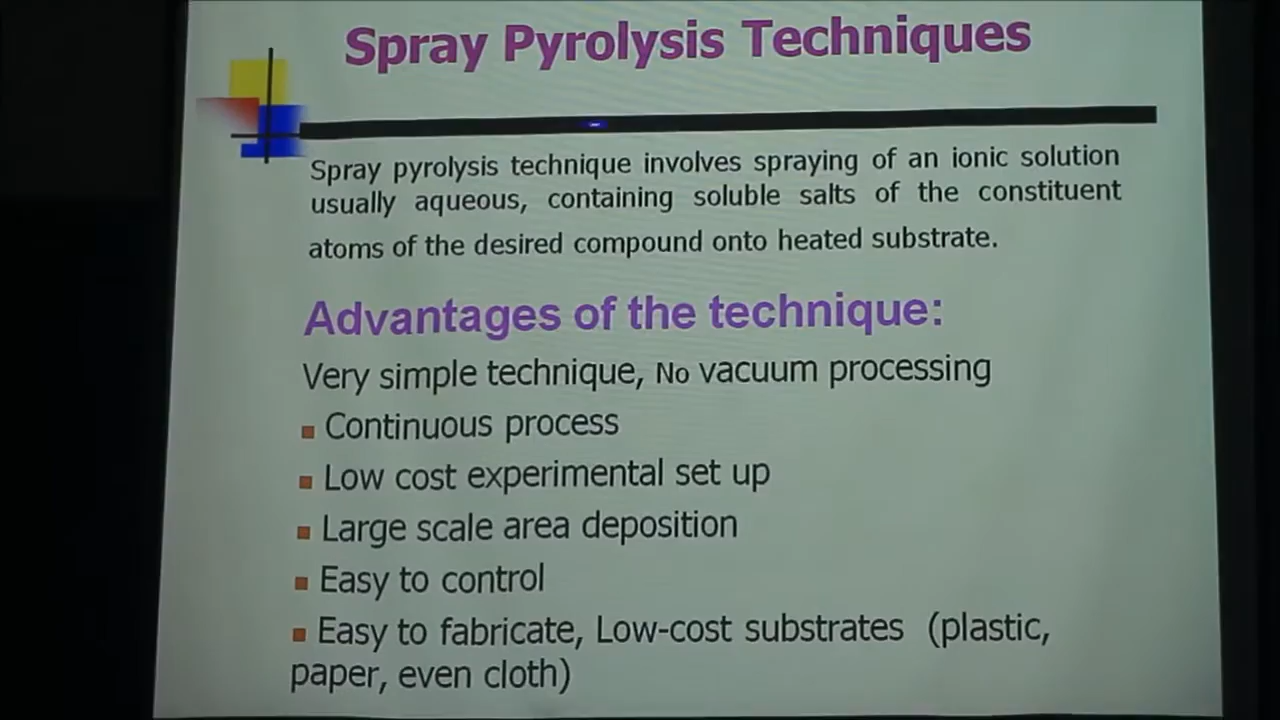 Spray Pyrolysis Techniques
Spray pyrolysis technique involves spraying of an ionic solution
usually aqueous, containing soluble salts of the constituent
atoms of the desired compound onto heated substrate.
Advantages of the technique:
Very simple technique, No vacuum processing
Continuous process
Low cost experimental set up
Large scale area deposition
Easy to control
Easy to fabricate, Low-cost substrates (plastic,
paper, even cloth)